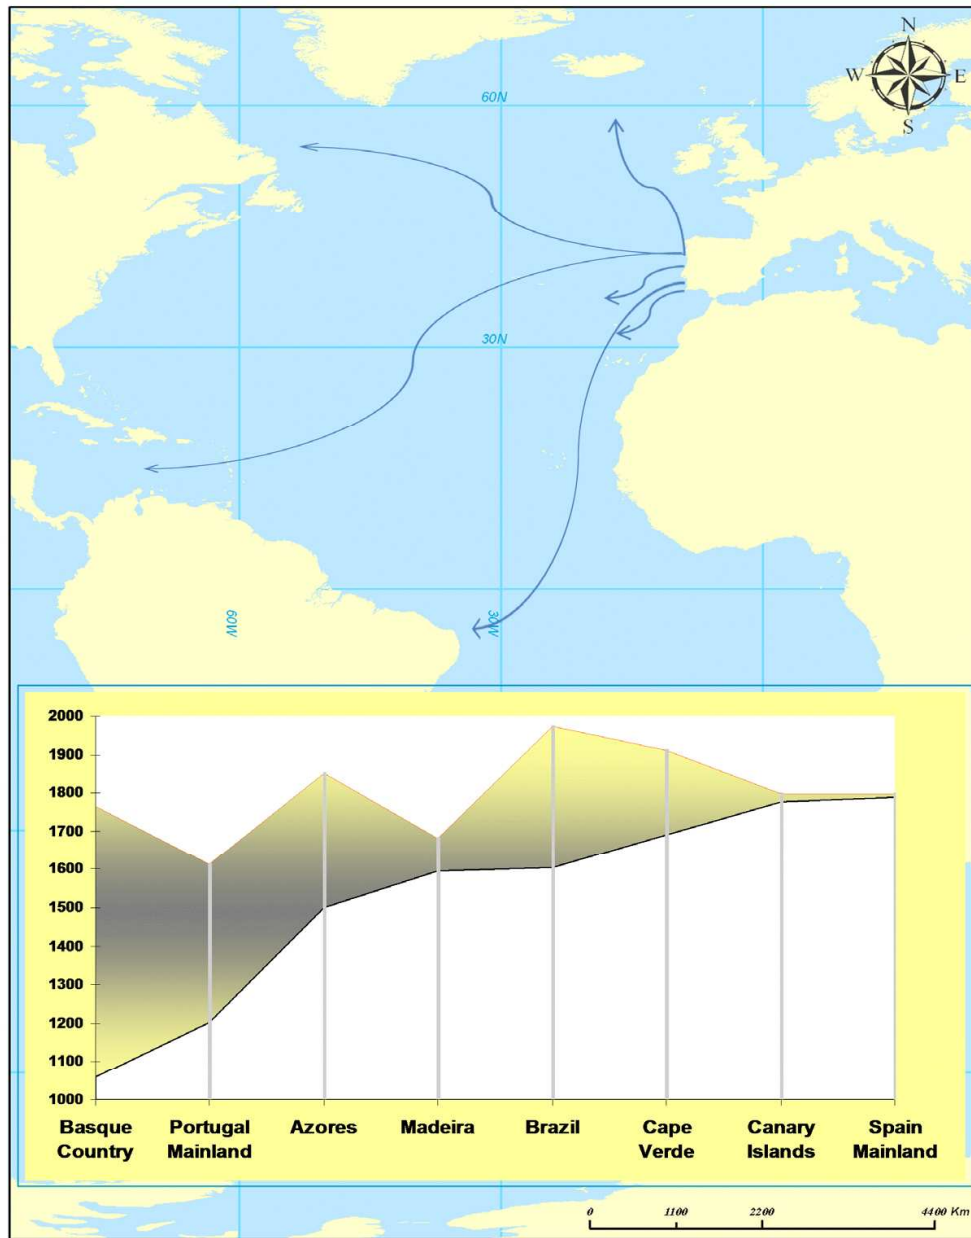 N
W E
S
60N
30N
60W
30W
2000
1900
1800
1700
1600
1500
1400
1300
1200
1100
1000
Basque Country
Portugal Mainland
Azores
Madeira
Brazil
Cape Verde
Canary Islands
Spain Mainland
0 1100 2200 4400 Km